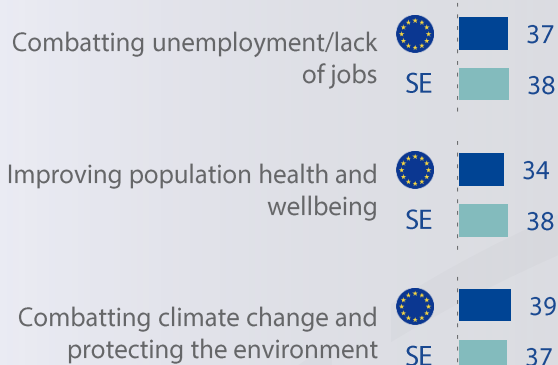 Combatting unemployment/lack
of jobs
37
SE 38
Improving population health and
wellbeing
34
SE 38
Combatting climate change and
protecting the environment
39
SE 37